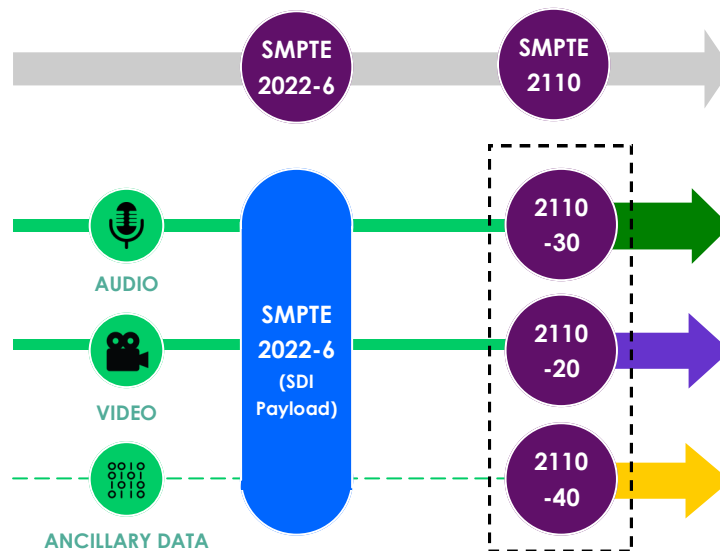 SMPTE
2022-6
SMPTE
2110
AUDIO
VIDEO
ANCILLARY DATA
SMPTE
2022-6
(SDI
Payload)
2110
-30
2110
-20
2110
-40